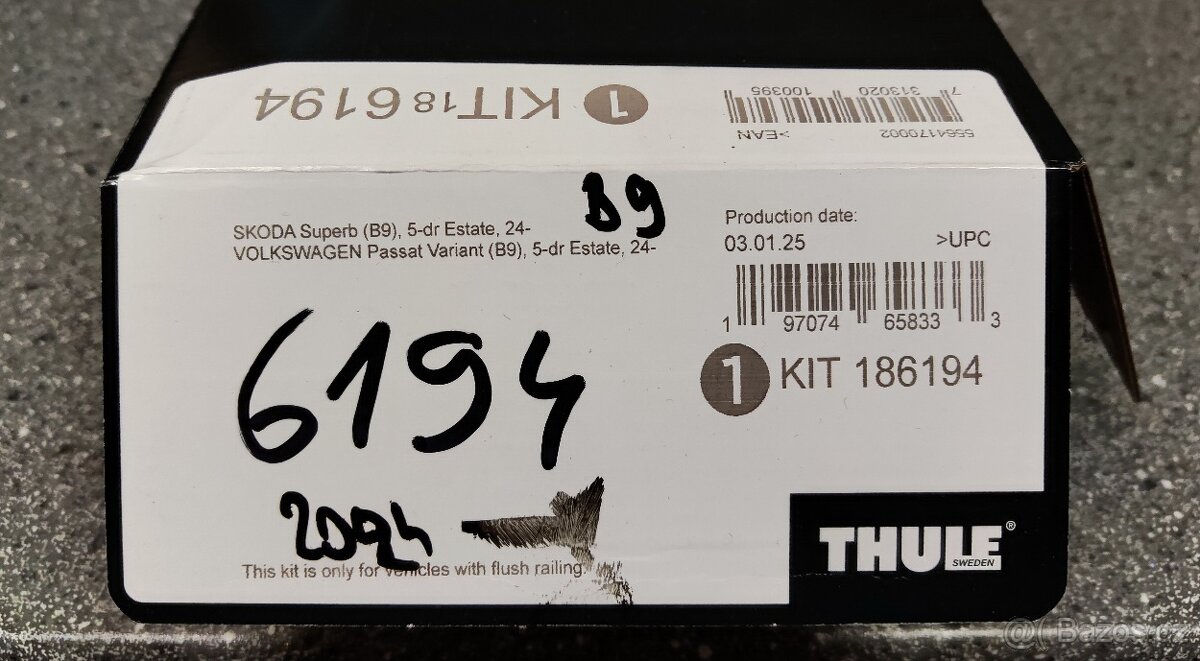 1 KIT 186194
5564170002
>EAN
7 313020 100395
B9
SKODA Superb (B9), 5-dr Estate, 24-
VOLKSWAGEN Passat Variant (B9), 5-dr Estate, 24-
Production date:
03.01.25 >UPC
1 97074 65833 3
1 KIT 186194
6194
2024
This kit is only for vehicles with flush railing.
THULE®
SWEDEN
@( Bazos.cz